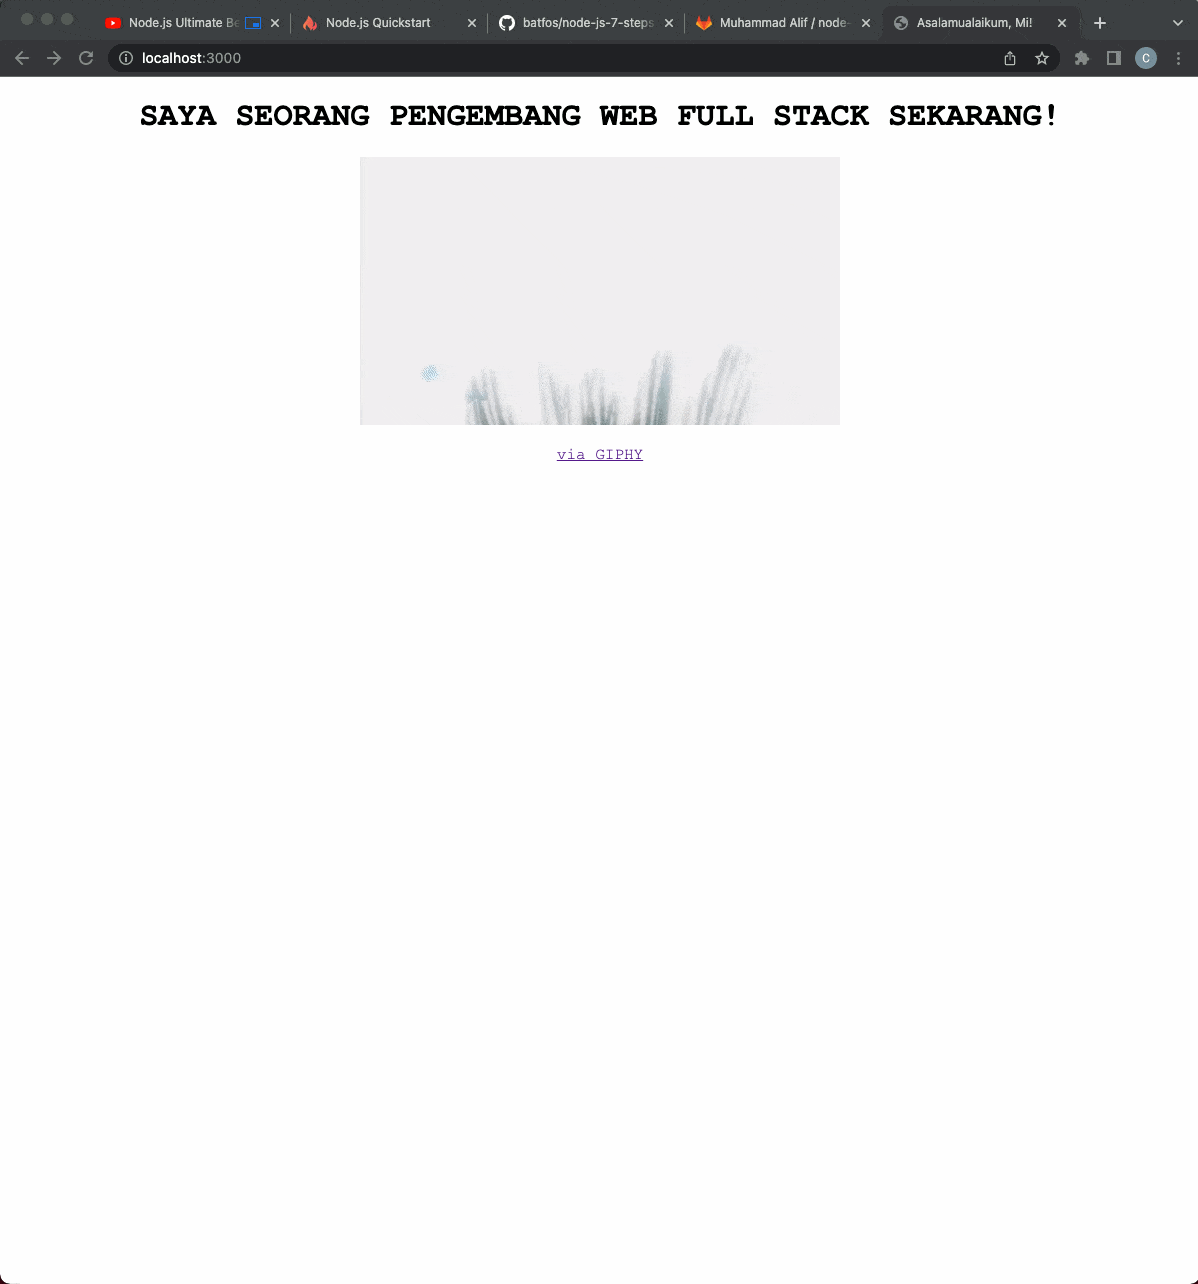 Node.js Ultimate Be
Node.js Quickstart
batfos/node-js-7-steps
Muhammad Alif / node-
Asalamualaikum, Mi!
localhost:3000
C
SAYA SEORANG PENGEMBANG WEB FULL STACK SEKARANG!
via GIPHY